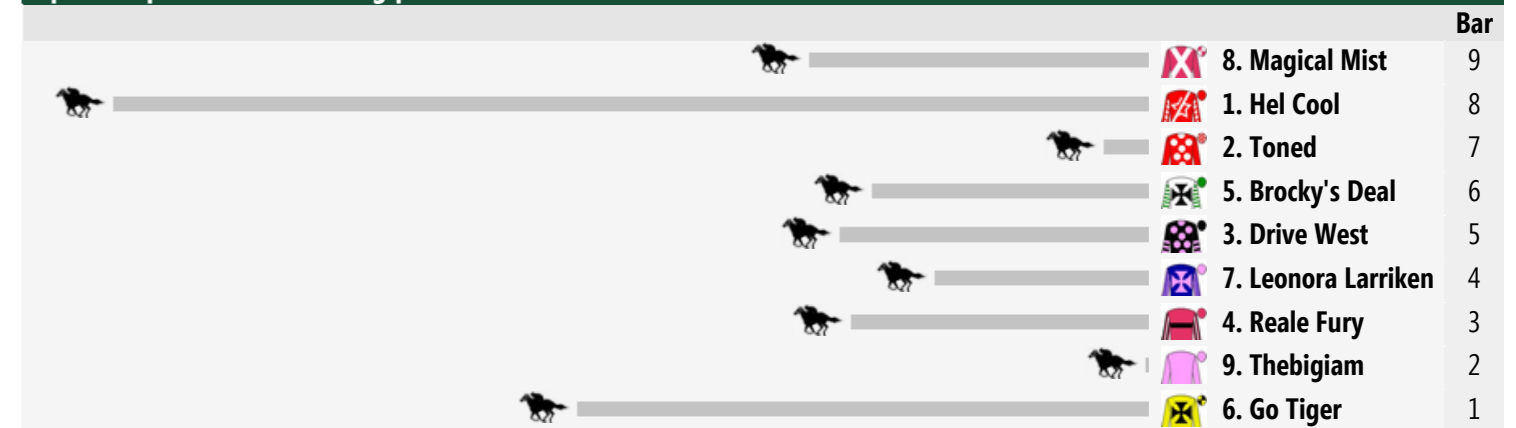 Bar
8. Magical Mist 9
1. Hel Cool 8
2. Toned 7
5. Brocky's Deal 6
3. Drive West 5
7. Leonora Larriken 4
4. Reale Fury 3
9. Thebigiam 2
6. Go Tiger 1